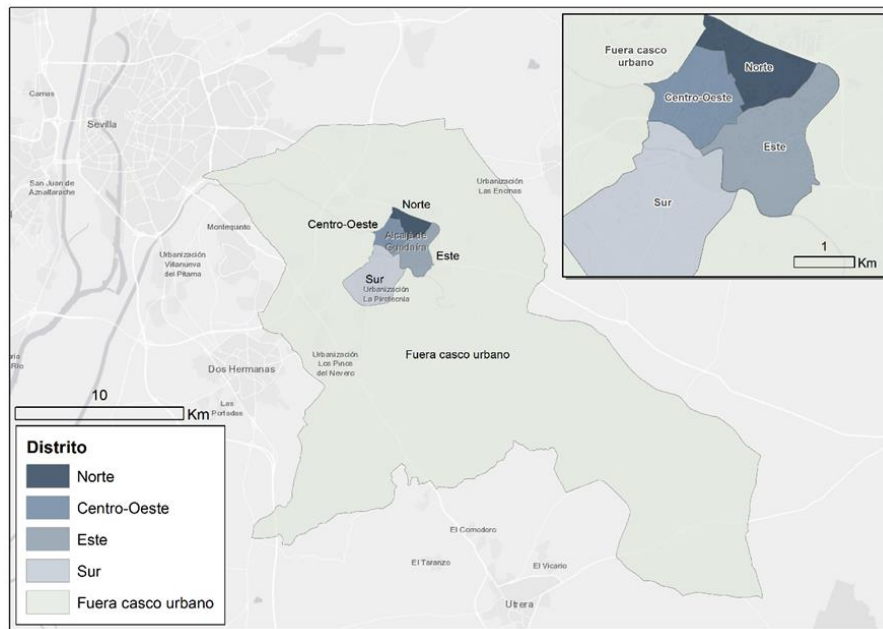 Camas
Sevilla
San Juan de
Aznalfarache
Montequinto
Urbanización
Villanueva
del Pitama
Urbanización
Las Encinas
Norte
Centro-Oeste
Alcalá de
Guadaíra
Este
Sur
Urbanización
La Pirotecnia
Fuera casco urbano
Urbanización
Los Pinos
del Nevero
Dos Hermanas
Las
Portadas
10
Km
El Comodoro
El Taranzo
El Vicario
Utrera
Distrito
Norte
Centro-Oeste
Este
Sur
Fuera casco urbano
Fuera casco
urbano
Norte
Centro-Oeste
Este
Sur
1
Km